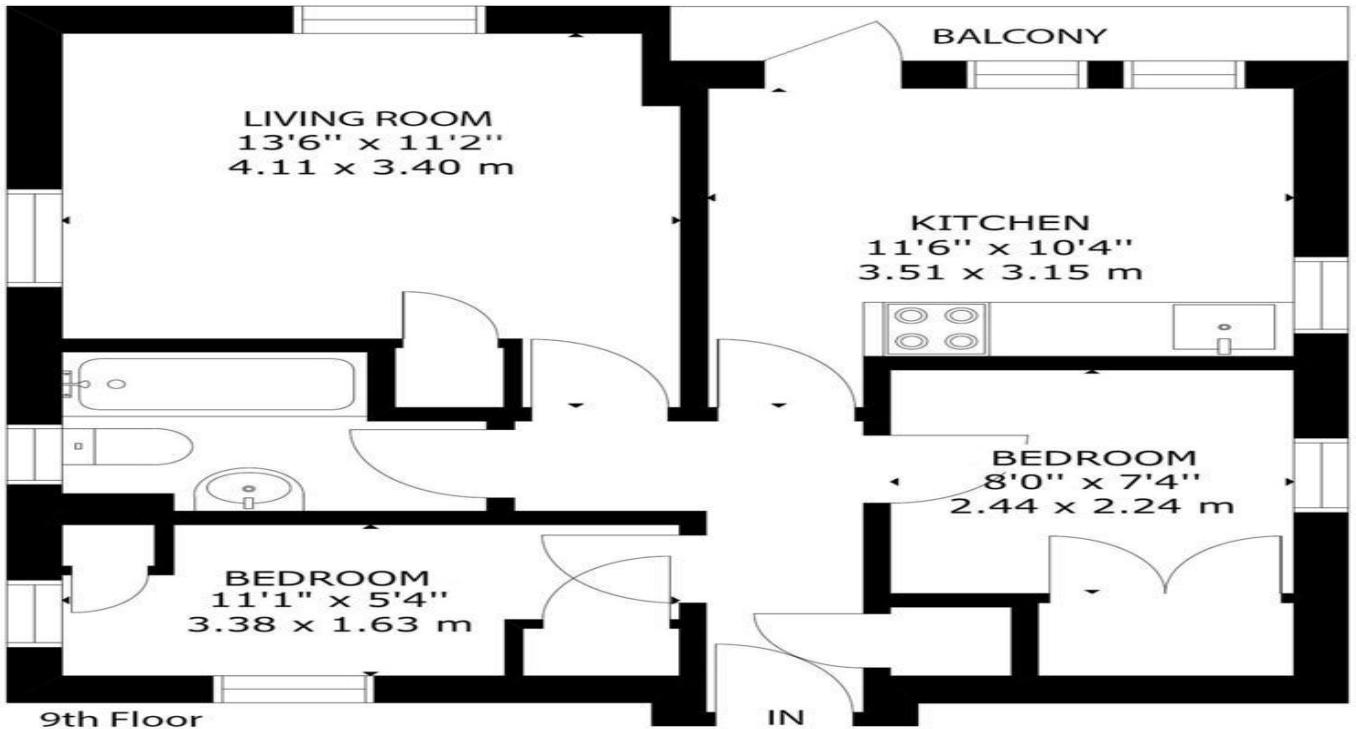 BALCONY
LIVING ROOM
13'6'' x 11'2''
4.11 x 3.40 m
KITCHEN
11'6'' x 10'4''
3.51 x 3.15 m
BEDROOM
8'0'' x 7'4''
2.44 x 2.24 m
BEDROOM
11'1" x 5'4''
3.38 x 1.63 m
9th Floor
IN